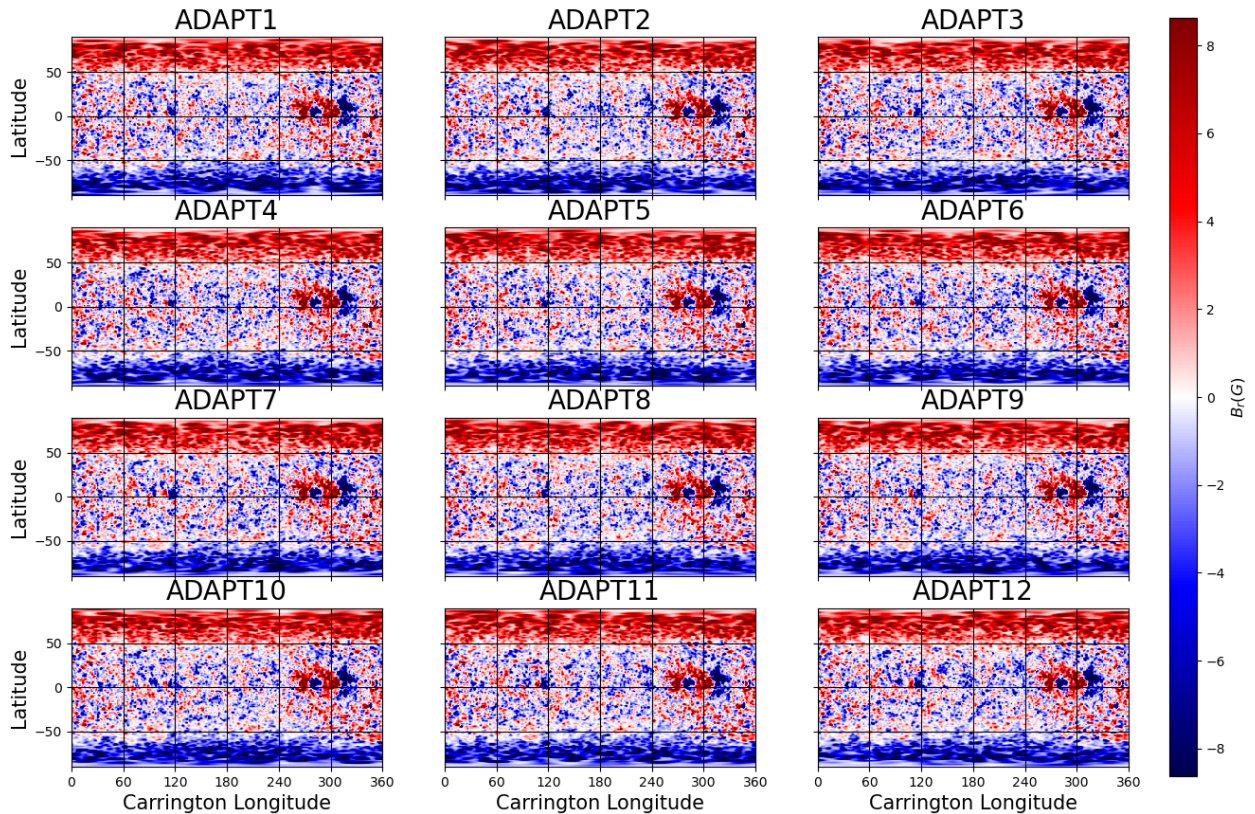 ADAPT1 ADAPT2 ADAPT3
Latitude
50
0
−50
8
6
ADAPT4 ADAPT5 ADAPT6
Latitude
50
0
−50
4
2
0
B_r(G)
ADAPT7 ADAPT8 ADAPT9
Latitude
50
0
−50
−2
−4
ADAPT10 ADAPT11 ADAPT12
Latitude
50
0
−50
−6
−8
0 60 120 180 240 300 360 0 60 120 180 240 300 360 0 60 120 180 240 300 360
Carrington Longitude Carrington Longitude Carrington Longitude